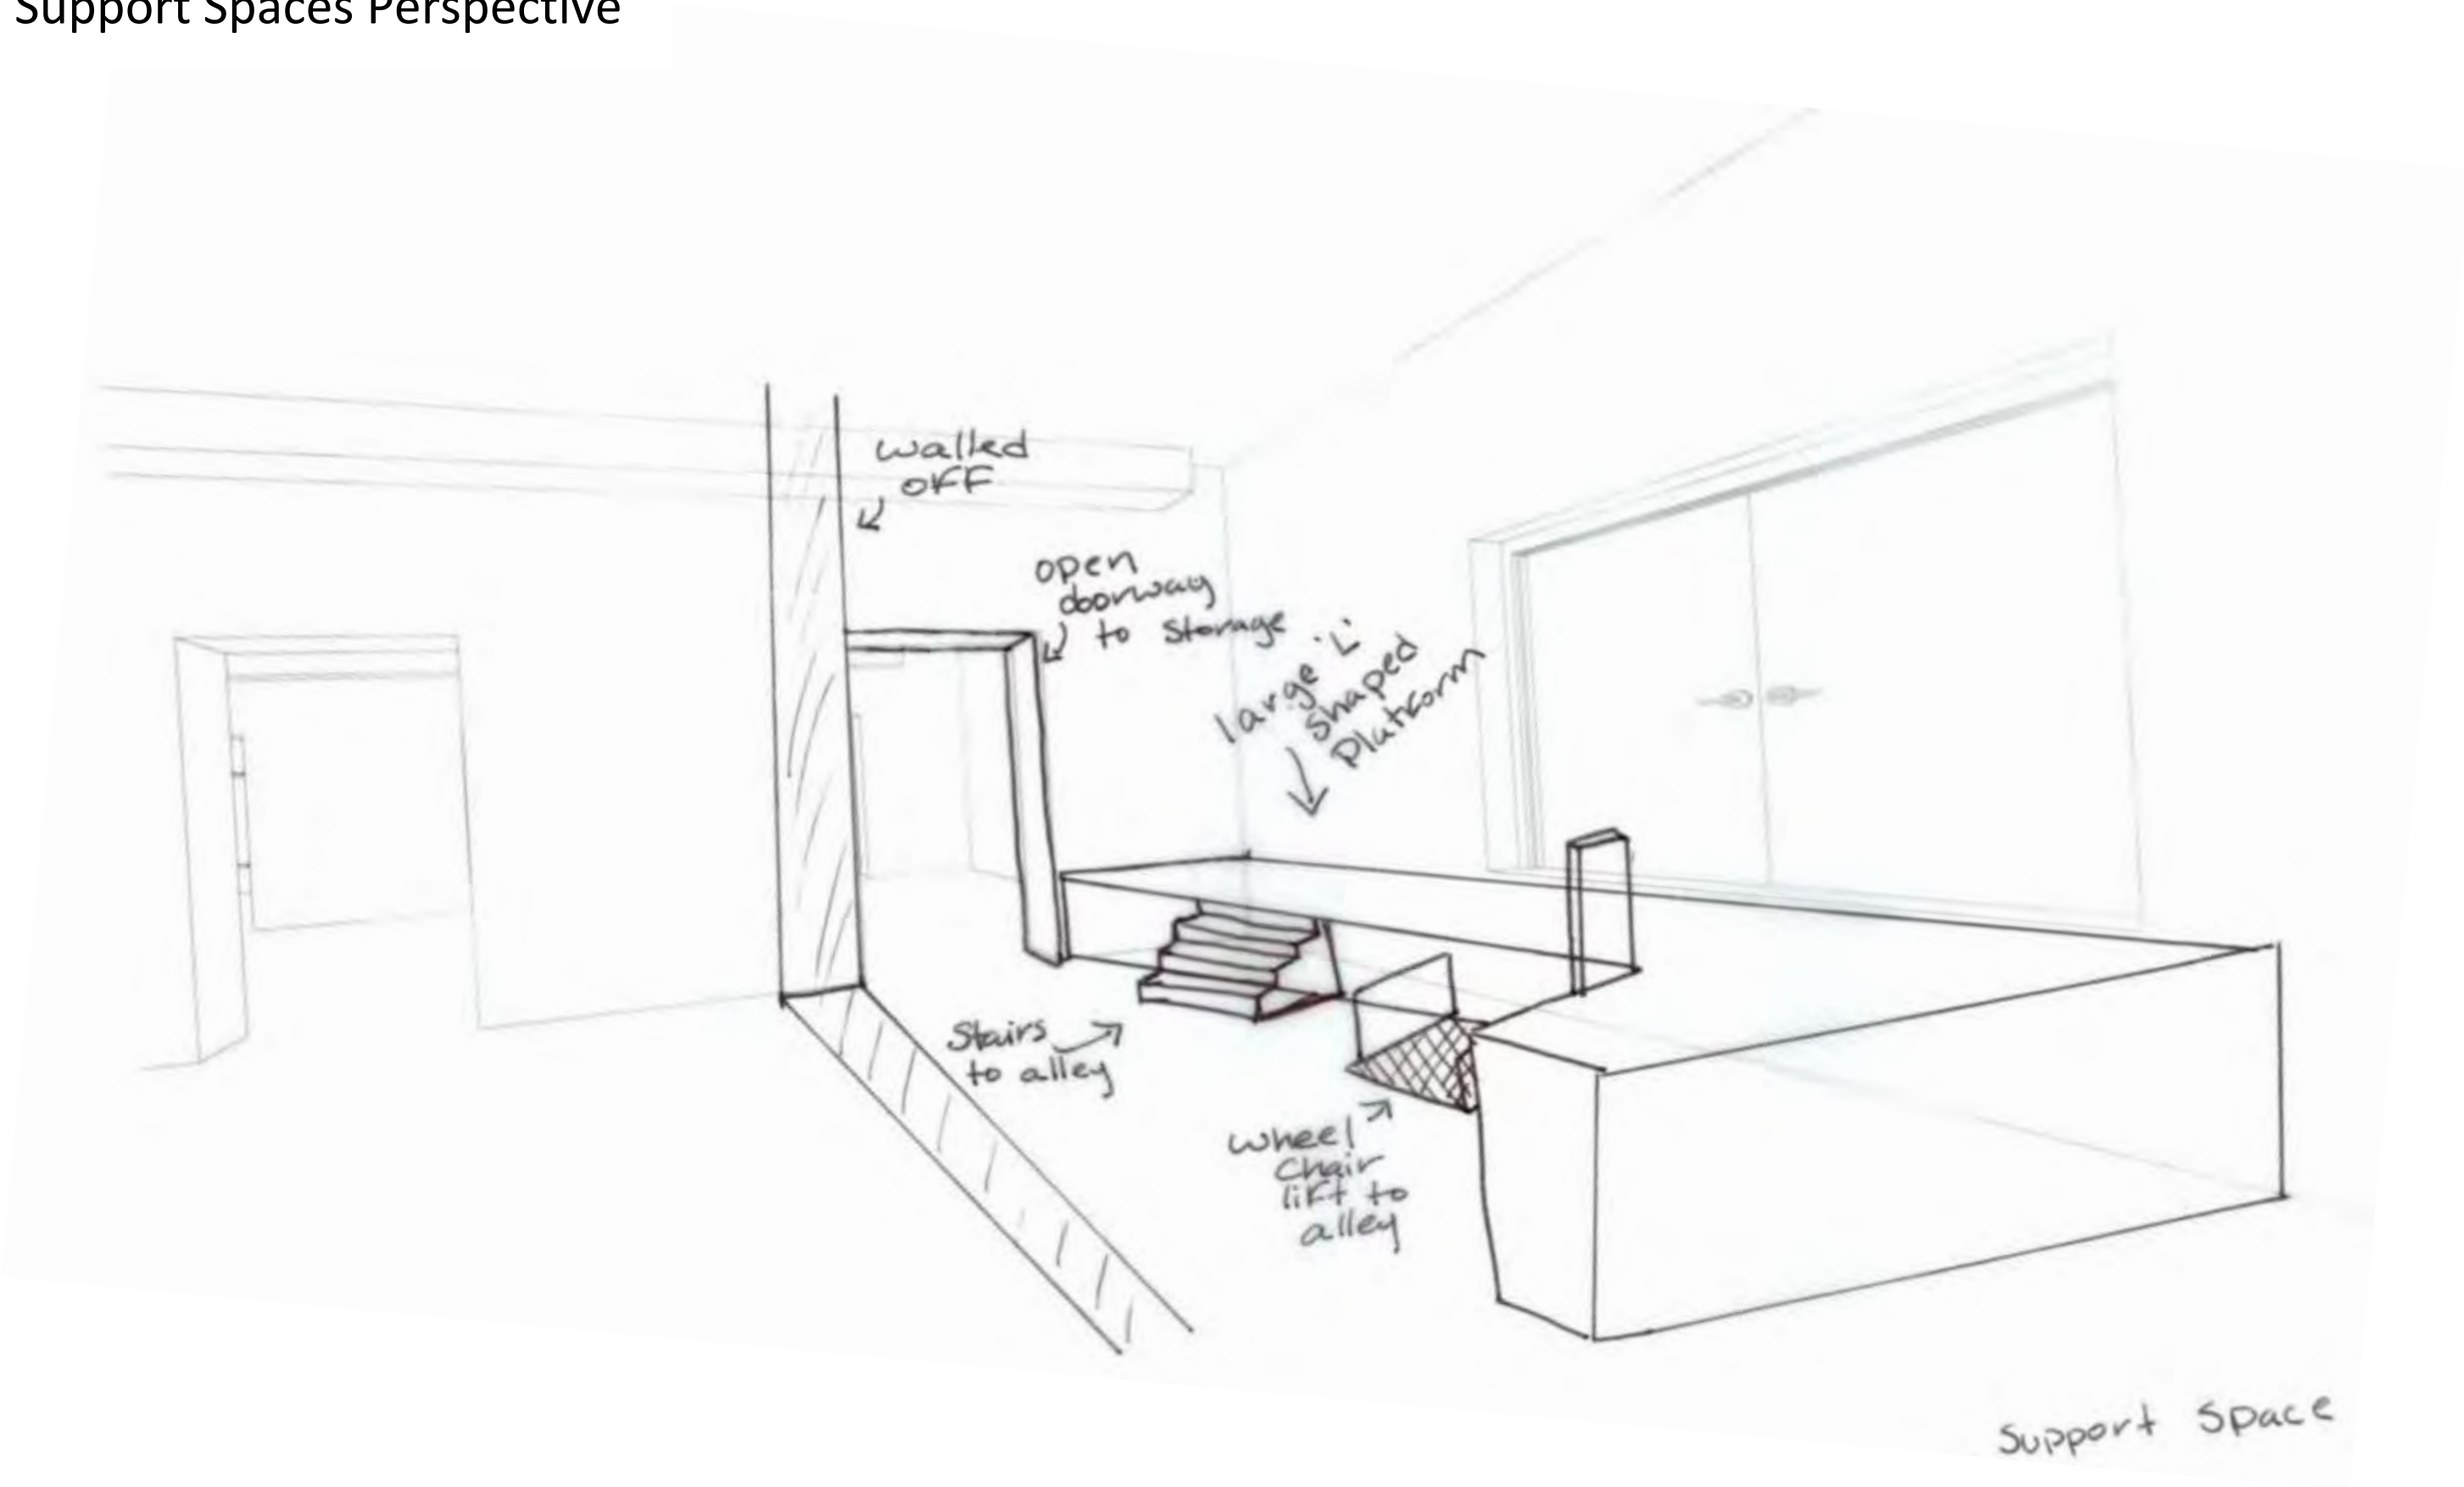 Support Spaces Perspective
walled
off
open
doorway
to storage
large "L"
shaped
Platform
Stairs
to alley
wheel
chair
lift to
alley
Support Space